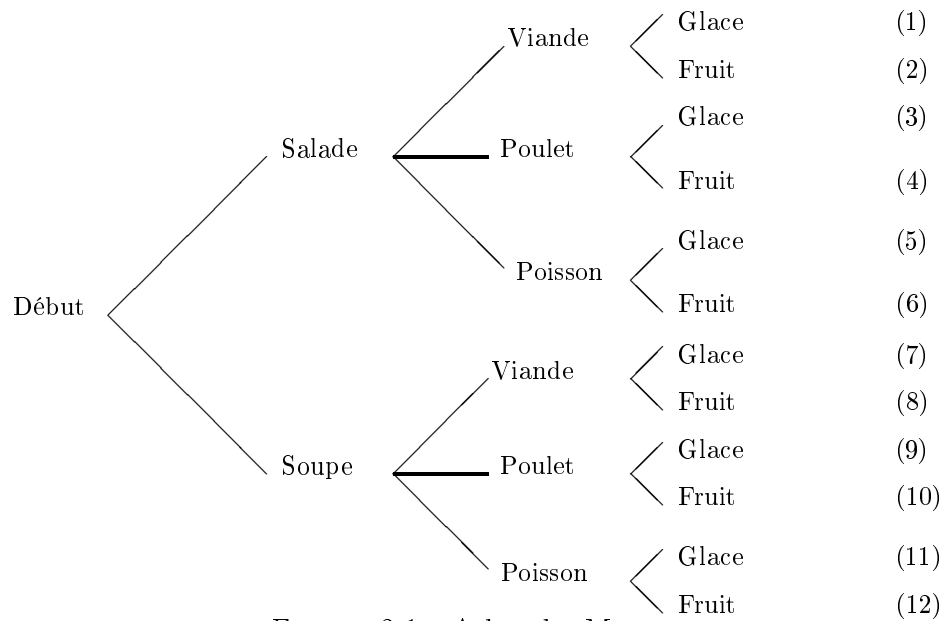 Viande Glace (1)
Fruit (2)
Salade Poulet Glace (3)
Fruit (4)
Poisson Glace (5)
Fruit (6)
Début
Viande Glace (7)
Fruit (8)
Soupe Poulet Glace (9)
Fruit (10)
Poisson Glace (11)
Fruit (12)